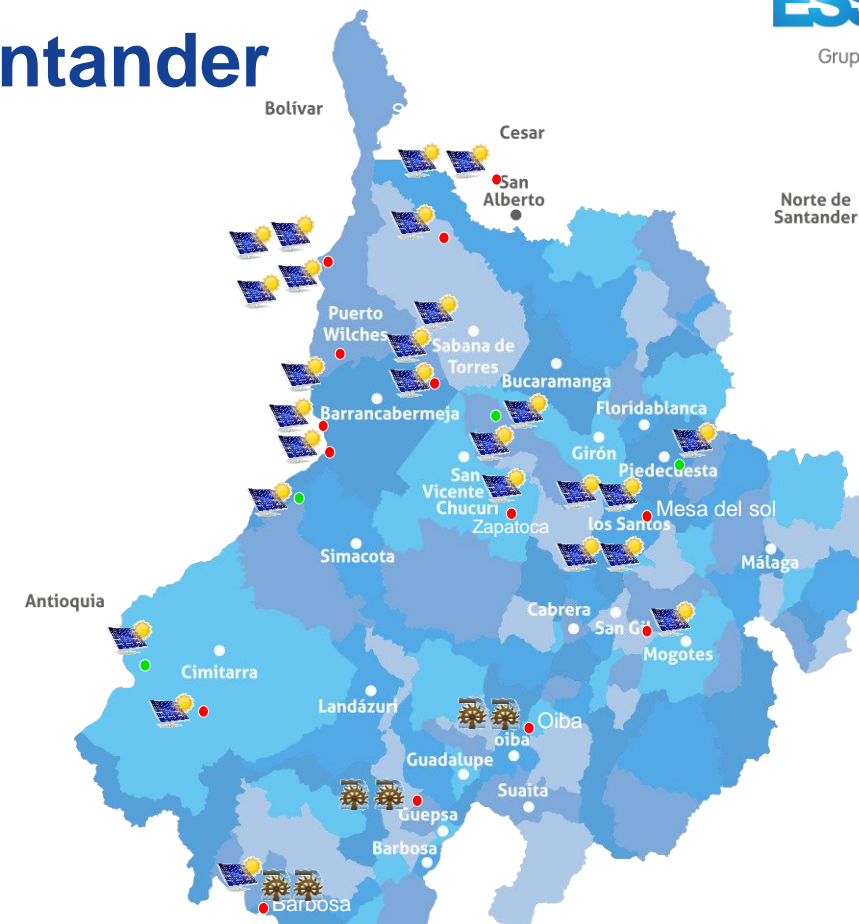 ESS
ntander
Grup
Bolívar
S
Cesar
San
Alberto
Norte de
Santander
Puerto
Wilches
Sabana de
Torres
Bucaramanga
Barrancabermeja
Floridablanca
Girón
Piedecuesta
San
Vicente
Chucurí
Zapatoca
Mesa del sol
los Santos
Simacota
Málaga
Antioquia
Cabrera
San Gil
Mogotes
Cimitarra
Landázuri
Oiba
oiba
Guadalupe
Suaita
Guepsa
Barbosa
Barbosa